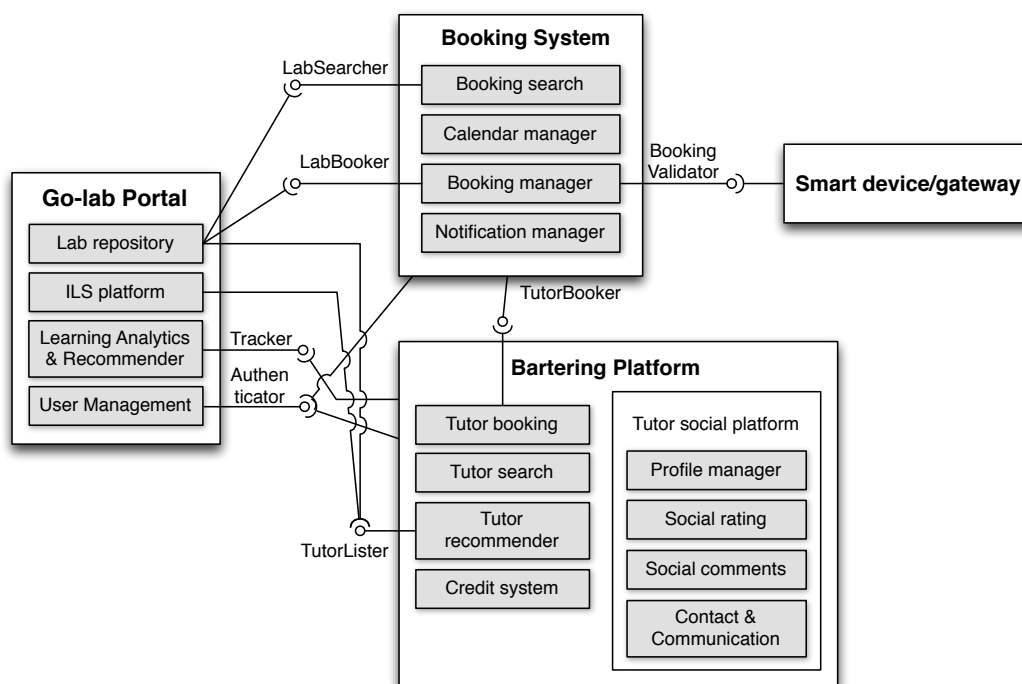 Booking System
LabSearcher
Booking search
Calendar manager
LabBooker
Booking manager
Notification manager
Booking
Validator
Smart device/gateway
Go-lab Portal
Lab repository
ILS platform
Learning Analytics
& Recommender
User Management
Tracker
Authen
ticator
TutorBooker
Bartering Platform
Tutor booking
Tutor search
Tutor
recommender
Credit system
TutorLister
Tutor social platform
Profile manager
Social rating
Social comments
Contact &
Communication